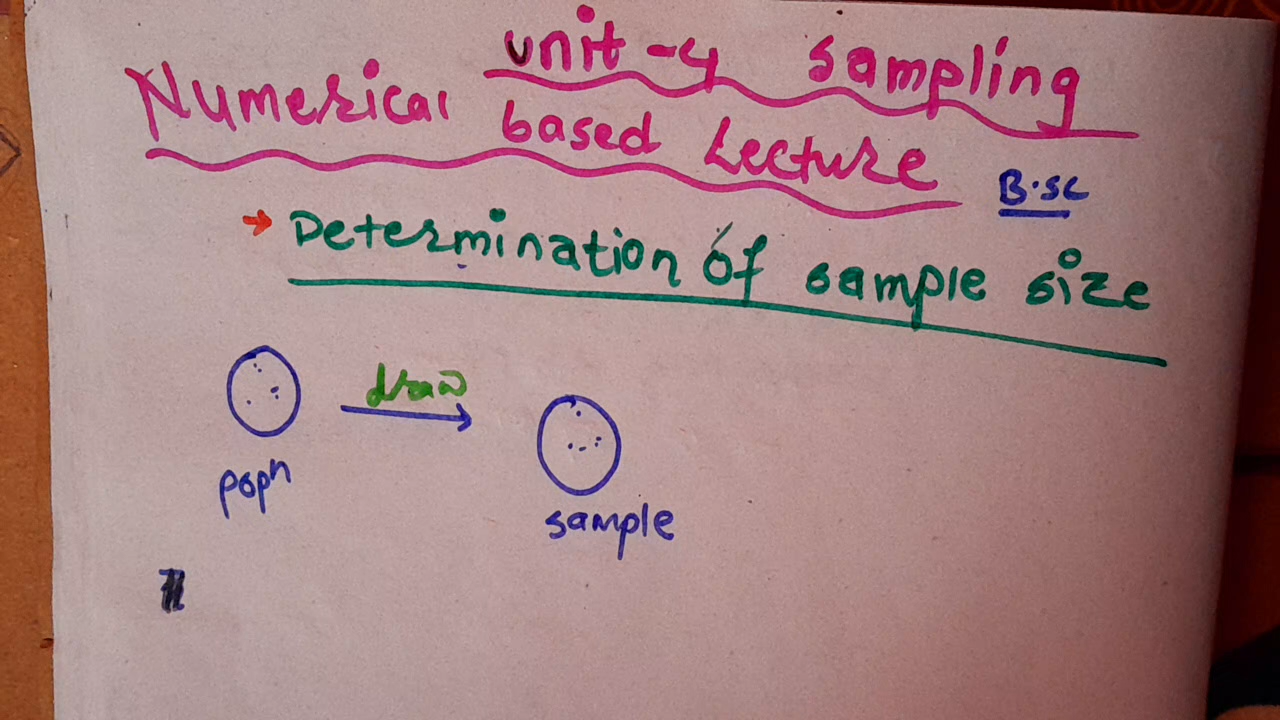 Unit-4 sampling
Numerical based Lecture
B.sc
→ Determination of sample size
draw
popn
sample